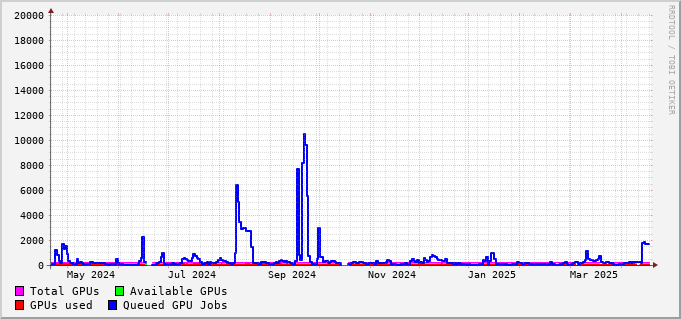 20000
18000
16000
14000
12000
10000
8000
6000
4000
2000
0
May 2024 Jul 2024 Sep 2024 Nov 2024 Jan 2025 Mar 2025
Total GPUs Available GPUs
GPUs used Queued GPU Jobs
RRDTOOL / TOBI OETIKER